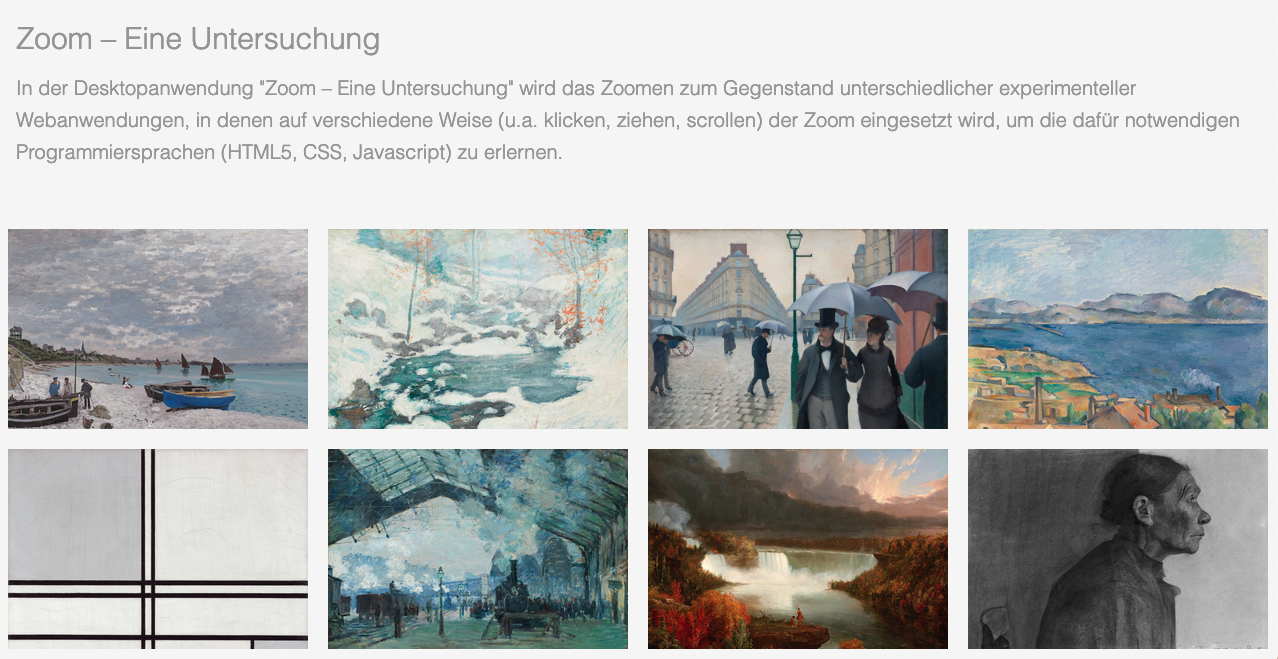 Zoom – Eine Untersuchung
In der Desktopanwendung "Zoom – Eine Untersuchung" wird das Zoomen zum Gegenstand unterschiedlicher experimenteller
Webanwendungen, in denen auf verschiedene Weise (u.a. klicken, ziehen, scrollen) der Zoom eingesetzt wird, um die dafür notwendigen
Programmiersprachen (HTML5, CSS, Javascript) zu erlernen.